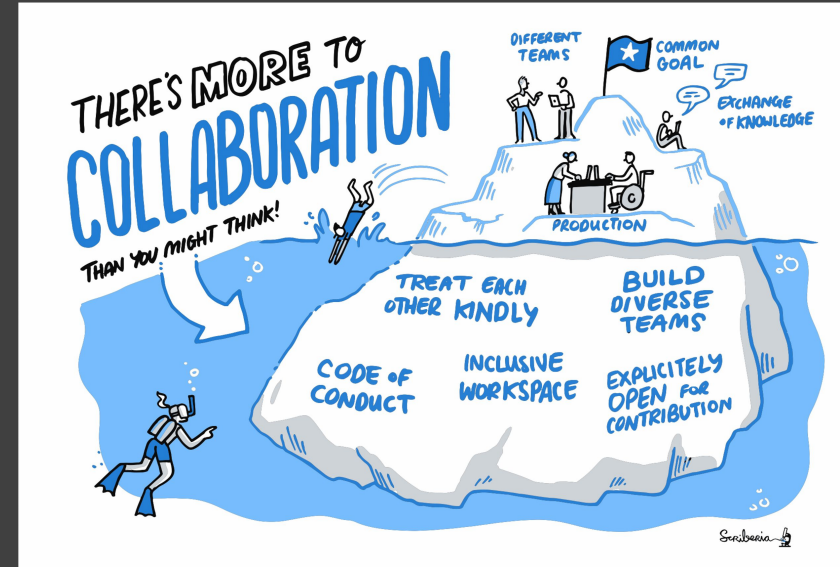 THERE'S MORE TO
COLLABORATION
THAN YOU MIGHT THINK!
DIFFERENT
TEAMS
COMMON
GOAL
EXCHANGE
OF KNOWLEDGE
C
PRODUCTION
TREAT EACH
OTHER KINDLY
BUILD
DIVERSE
TEAMS
CODE OF
CONDUCT
INCLUSIVE
WORKSPACE
EXPLICITELY
OPEN FOR
CONTRIBUTION
Scriberia